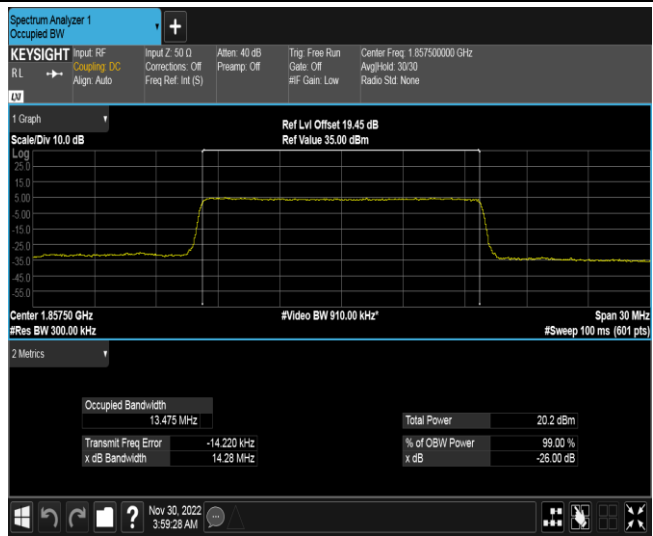 Spectrum Analyzer 1
Occupied BW
+
KEYSIGHT Input: RF Input Z: 50 Ω Atten: 40 dB Trig: Free Run Center Freq: 1.857500000 GHz
RL Coupling: DC Corrections: Off Preamp: Off Gate: Off Avg|Hold: 30/30
Align: Auto Freq Ref: Int (S) #IF Gain: Low Radio Std: None
1 Graph
Ref Lvl Offset 19.45 dB
Scale/Div 10.0 dB Ref Value 35.00 dBm
Log
25.0
15.0
5.00
-5.00
-15.0
-25.0
-35.0
-45.0
-55.0
Center 1.85750 GHz #Video BW 910.00 kHz* Span 30 MHz
#Res BW 300.00 kHz #Sweep 100 ms (601 pts)
2 Metrics
Occupied Bandwidth
13.475 MHz Total Power 20.2 dBm
Transmit Freq Error -14.220 kHz % of OBW Power 99.00 %
x dB Bandwidth 14.28 MHz x dB -26.00 dB
? Nov 30, 2022
3:59:28 AM